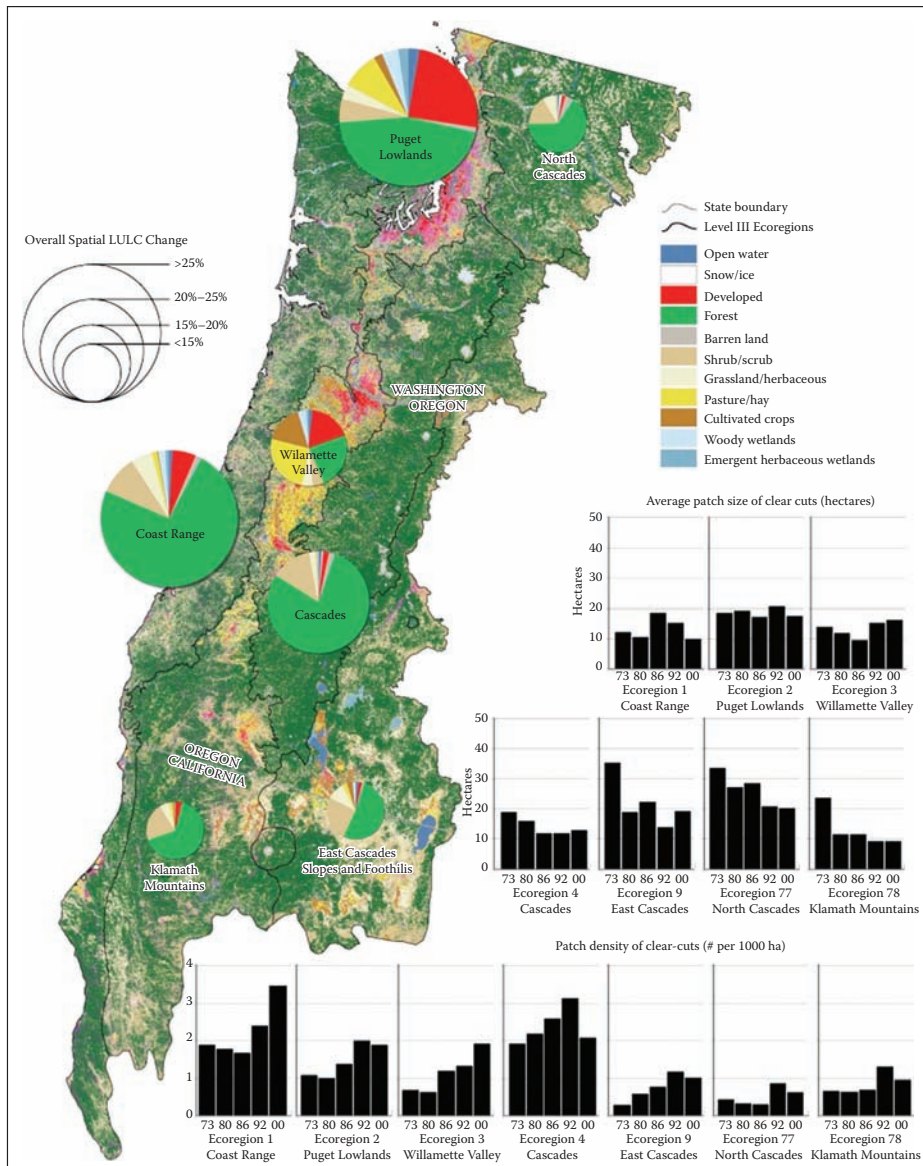 Puget
Lowlands
North
Cascades
State boundary
Level III Ecoregions
Open water
Snow/ice
Developed
Forest
Barren land
Shrub/scrub
Grassland/herbaceous
Pasture/hay
Cultivated crops
Woody wetlands
Emergent herbaceous wetlands
Overall Spatial LULC Change
>25%
20%–25%
15%–20%
<15%
WASHINGTON
OREGON
Wilamette
Valley
Coast Range
Cascades
OREGON
CALIFORNIA
Klamath
Mountains
East Cascades
Slopes and Foothilis
Average patch size of clear cuts (hectares)
Hectares
50
40
30
20
10
0
73 80 86 92 00
73 80 86 92 00
73 80 86 92 00
Ecoregion 1
Coast Range
Ecoregion 2
Puget Lowlands
Ecoregion 3
Willamette Valley
Hectares
50
40
30
20
10
0
73 80 86 92 00
73 80 86 92 00
73 80 86 92 00
73 80 86 92 00
Ecoregion 4
Cascades
Ecoregion 9
East Cascades
Ecoregion 77
North Cascades
Ecoregion 78
Klamath Mountains
Patch density of clear-cuts (# per 1000 ha)
4
3
2
1
0
73 80 86 92 00
73 80 86 92 00
73 80 86 92 00
73 80 86 92 00
73 80 86 92 00
73 80 86 92 00
73 80 86 92 00
Ecoregion 1
Coast Range
Ecoregion 2
Puget Lowlands
Ecoregion 3
Willamette Valley
Ecoregion 4
Cascades
Ecoregion 9
East Cascades
Ecoregion 77
North Cascades
Ecoregion 78
Klamath Mountains